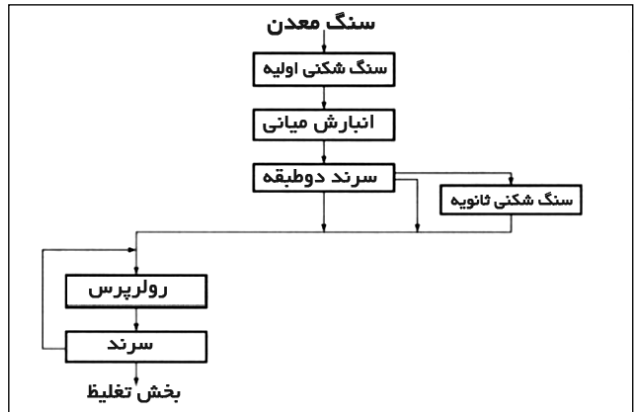 سنگ معدن
سنگ شکنی اولیه
انبارش میانی
سرند دوطبقه
سنگ شکنی ثانویه
رولرپرس
سرند
بخش تغلیظ